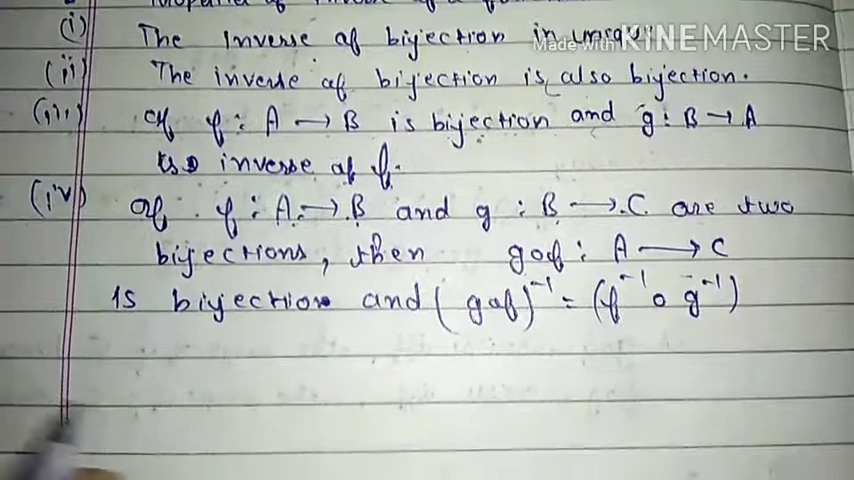 (i) The inverse of bijection in uniqu
Made with KINEMASTER
(ii) The inverse of bijection is also bijection.
(iii) If f : A → B is bijection and g : B → A
is inverse of f.
(iv) If f : A → B and g : B → C are two
bijections, then gof : A → C
is bijection and (gof)⁻¹ = (f⁻¹ o g⁻¹)